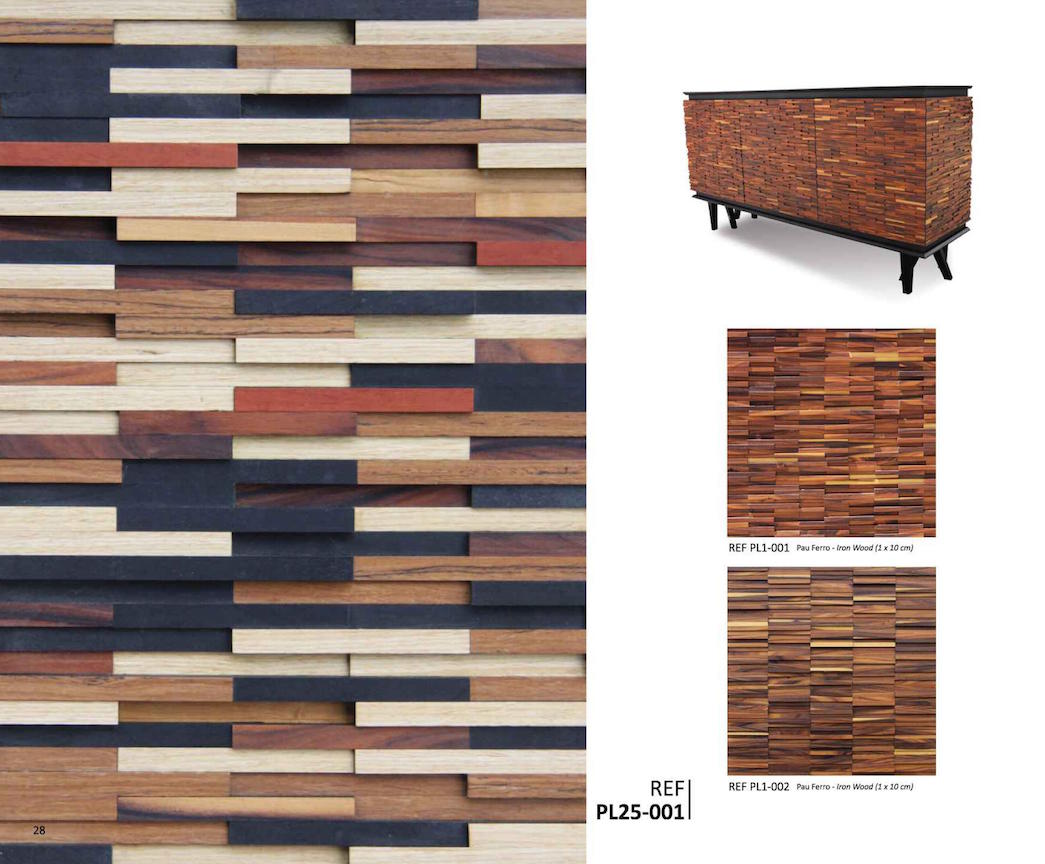 REF PL1-001 Pau Ferro - Iron Wood (1 x 10 cm)
REF PL1-002 Pau Ferro - Iron Wood (1 x 10 cm)
REF
PL25-001
28